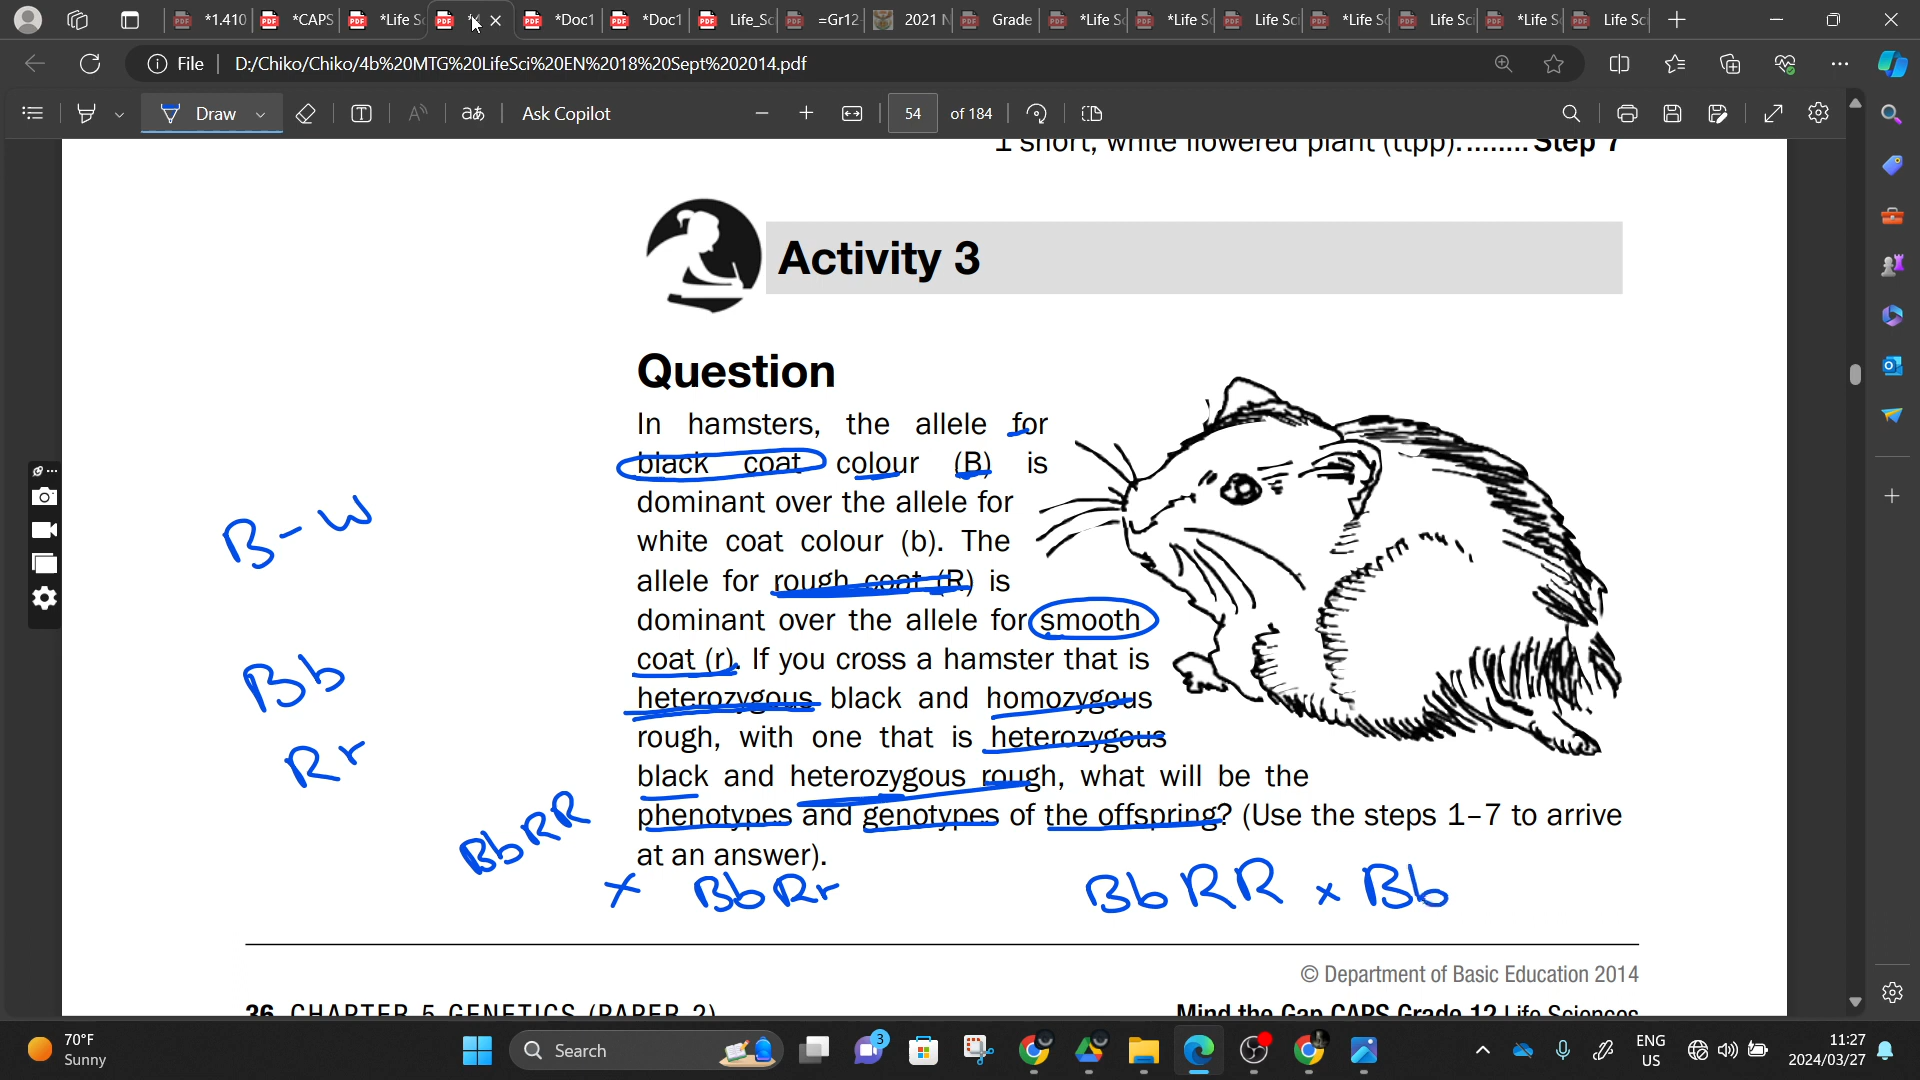 *1.410
*CAPS
*Life Sc
*Doc1
*Doc1
Life_Sc
=Gr12-
2021 N
Grade
*Life Sc
*Life Sc
Life Sci
*Life Sc
Life Sci
*Life S
Life Sci
File
D:/Chiko/Chiko/4b%20MTG%20LifeSci%20EN%2018%20Sept%202014.pdf
Draw
aあ
Ask Copilot
54 of 184
1 short, white flowered plant (ttpp)......... Step 7
Activity 3
Question
In hamsters, the allele for
black coat colour (B) is
dominant over the allele for
white coat colour (b). The
allele for rough coat (R) is
dominant over the allele for smooth
coat (r). If you cross a hamster that is
heterozygous black and homozygous
rough, with one that is heterozygous
black and heterozygous rough, what will be the
phenotypes and genotypes of the offspring? (Use the steps 1–7 to arrive
at an answer).
B - W
Bb
Rr
BbRR
x BbRr
BbRR x Bb
© Department of Basic Education 2014
36 CHAPTER 5 GENETICS (PAPER 2)
Mind the Gap CAPS Grade 12 Life Sciences
70°F
Sunny
Search
3
ENG
US
11:27
2024/03/27